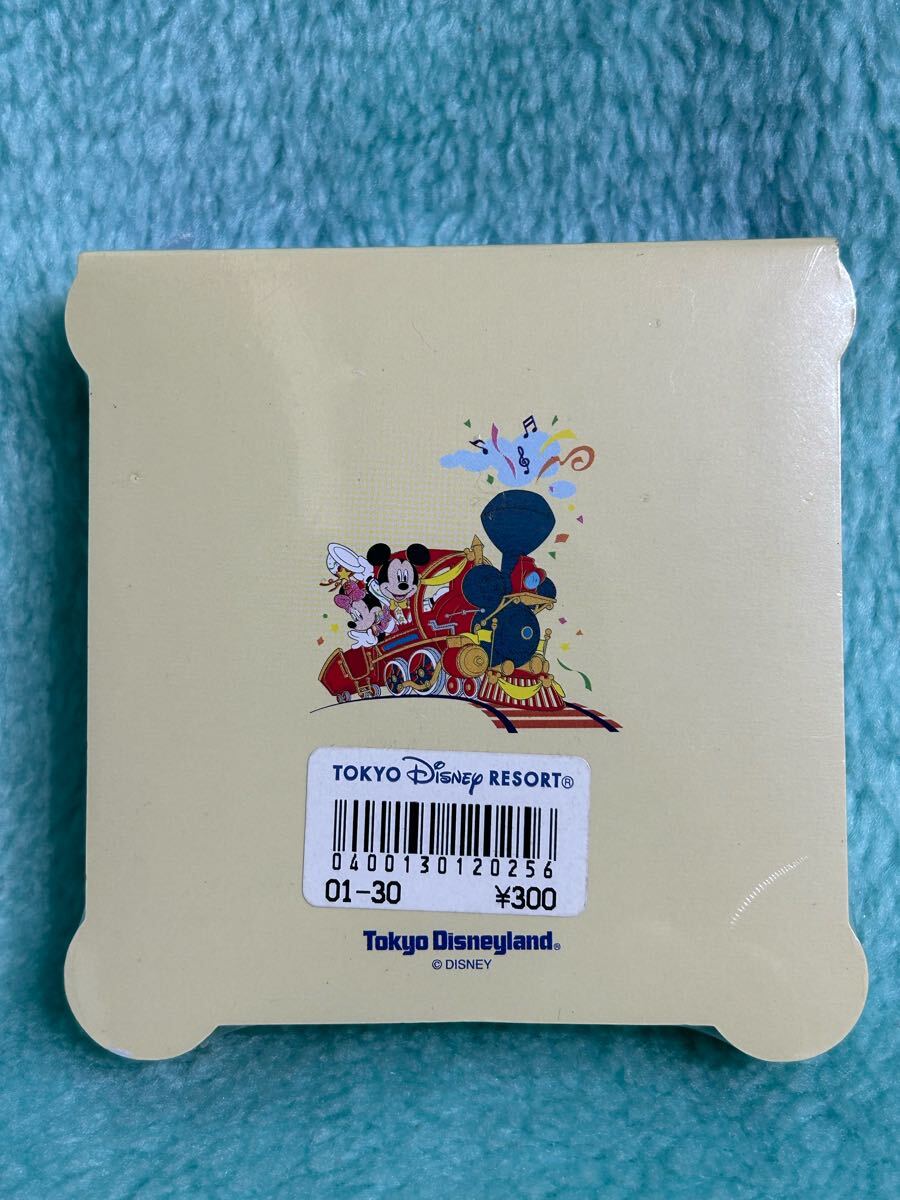 TOKYO Disney RESORT®
0400130120256
01-30 ¥300
Tokyo Disneyland®
© DISNEY